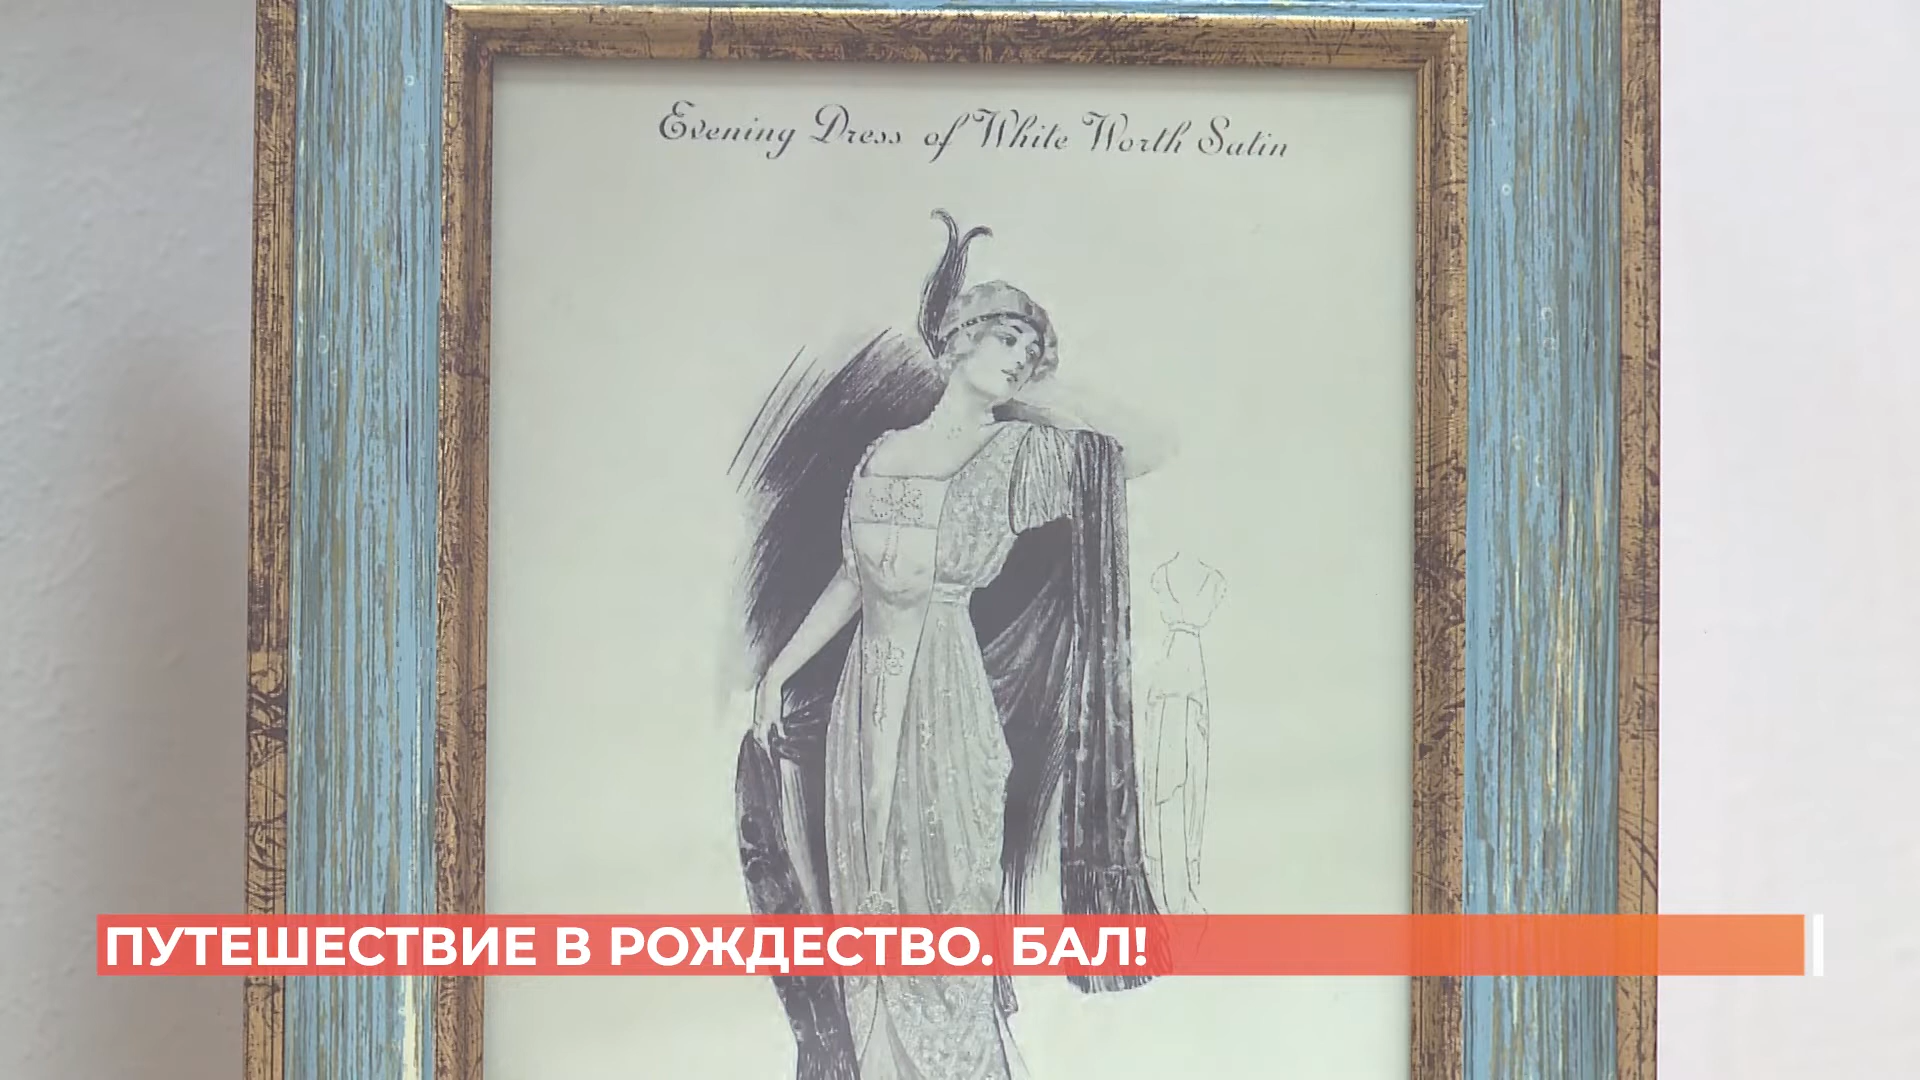 Evening Dress of White Worth Satin
ПУТЕШЕСТВИЕ В РОЖДЕСТВО. БАЛ!